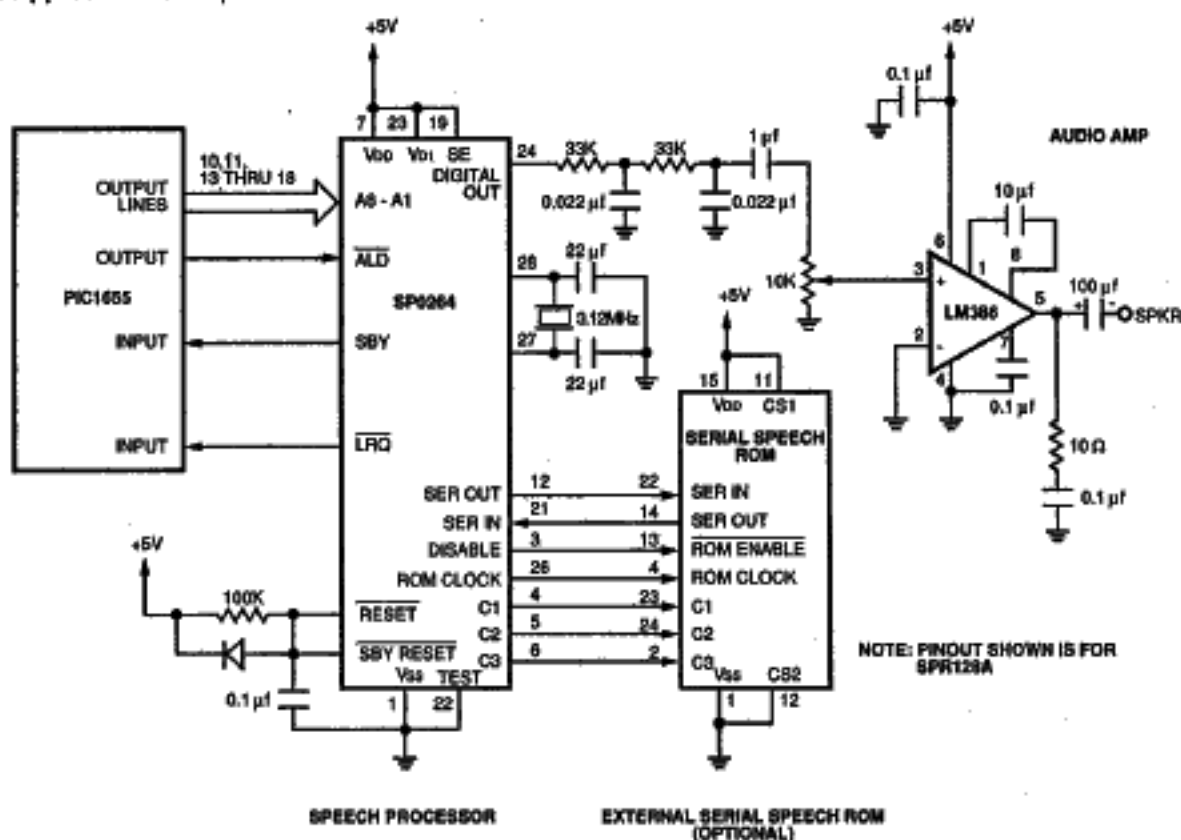 +5V
7 23 19
VDD VD1 SE
DIGITAL OUT
24
33K
33K
1 µf
0.022 µf
0.022 µf
10K
PIC1655
OUTPUT LINES
OUTPUT
INPUT
INPUT
10, 11,
13 THRU 18
A8 - A1
ALD
SP0264
SBY
LRQ
28
27
22 µf
3.12MHz
22 µf
+5V
0.1 µf
AUDIO AMP
10 µf
6
1
8
3
+
LM386
5
100 µf
+ -
SPKR
2
-
4
7
0.1 µf
10 Ω
0.1 µf
+5V
15 11
VDD CS1
SERIAL SPEECH
ROM
SER OUT 12 22 SER IN
SER IN 21 14 SER OUT
DISABLE 3 13 ROM ENABLE
ROM CLOCK 26 4 ROM CLOCK
C1 4 23 C1
C2 5 24 C2
C3 6 2 C3
+5V
100K
RESET
SBY RESET
0.1 µf
VSS TEST
1 22
VSS CS2
1 12
NOTE: PINOUT SHOWN IS FOR
SPR128A
SPEECH PROCESSOR
EXTERNAL SERIAL SPEECH ROM
(OPTIONAL)